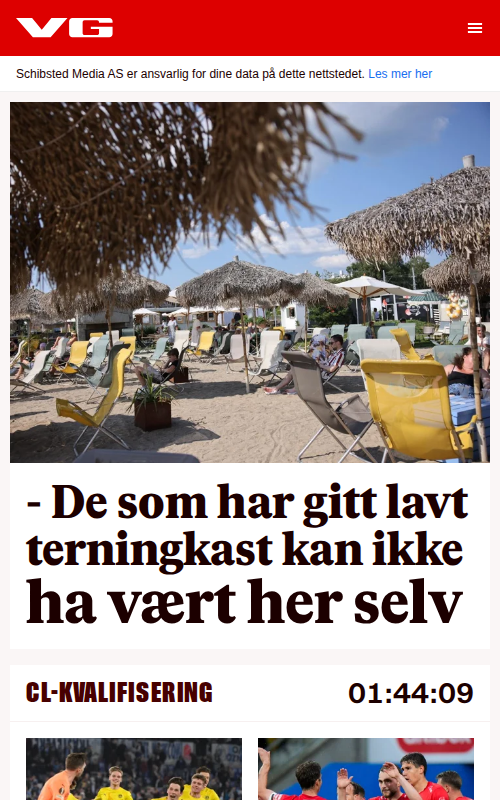 VG
Schibsted Media AS er ansvarlig for dine data på dette nettstedet. Les mer her
- De som har gitt lavt
terningkast kan ikke
ha vært her selv
CL-KVALIFISERING 01:44:09